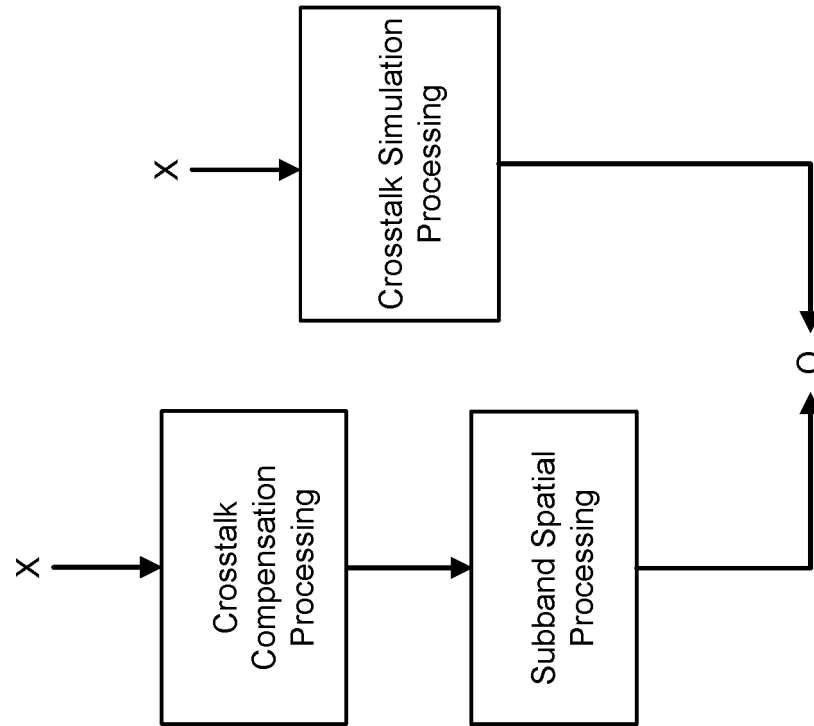 X
Crosstalk
Compensation
Processing
Subband Spatial
Processing
X
Crosstalk Simulation
Processing
O